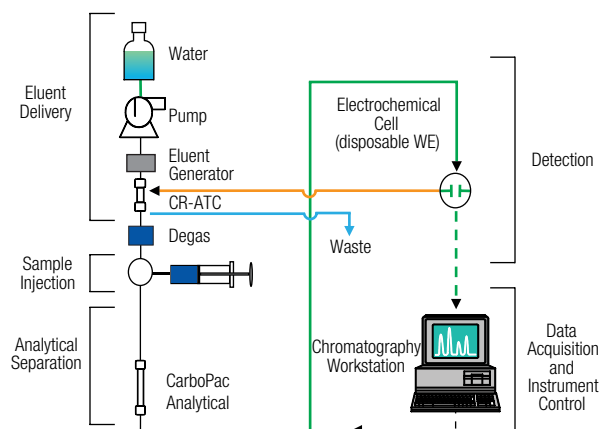 Water
Eluent
Delivery
Pump
Eluent
Generator
CR-ATC
Degas
Waste
Sample
Injection
Analytical
Separation
CarboPac
Analytical
Electrochemical
Cell
(disposable WE)
Detection
Chromatography
Workstation
Data
Acquisition
and
Instrument
Control